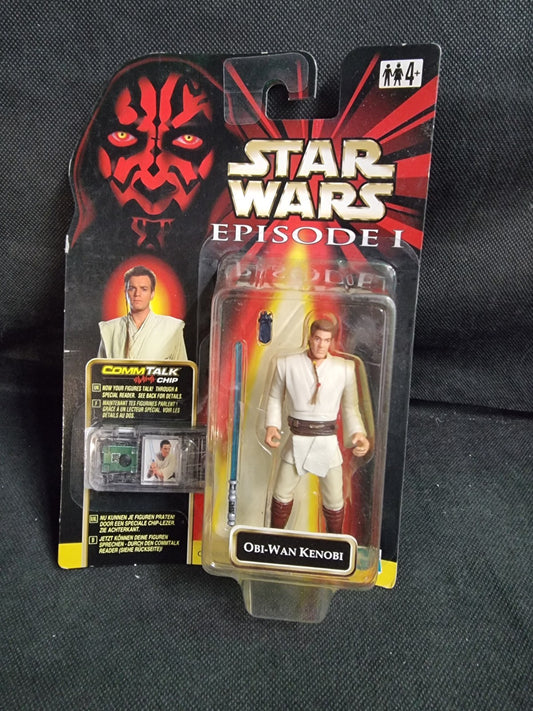 4+
STAR
WARS
EPISODE I
COMMTALK
CHIP
UK NOW YOUR FIGURES TALK! THROUGH A
SPECIAL READER. SEE BACK FOR DETAILS.
F MAINTENANT TES FIGURINES PARLENT!
GRÂCE À UN LECTEUR SPÉCIAL. VOIR LES
DÉTAILS AU DOS.
NU KUNNEN JE FIGUREN PRATEN!
DOOR EEN SPECIALE CHIP-LEZER.
ZIE ACHTERKANT.
D JETZT KÖNNEN DEINE FIGUREN
SPRECHEN - DURCH DEN COMMTALK
READER (SIEHE RÜCKSEITE)!
OBI-WAN KENOBI